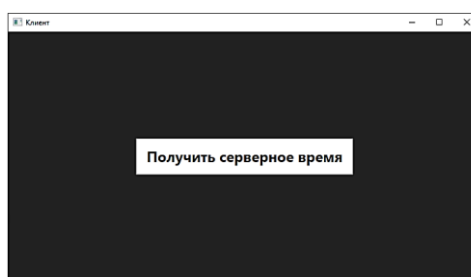 Клиент
Получить серверное время